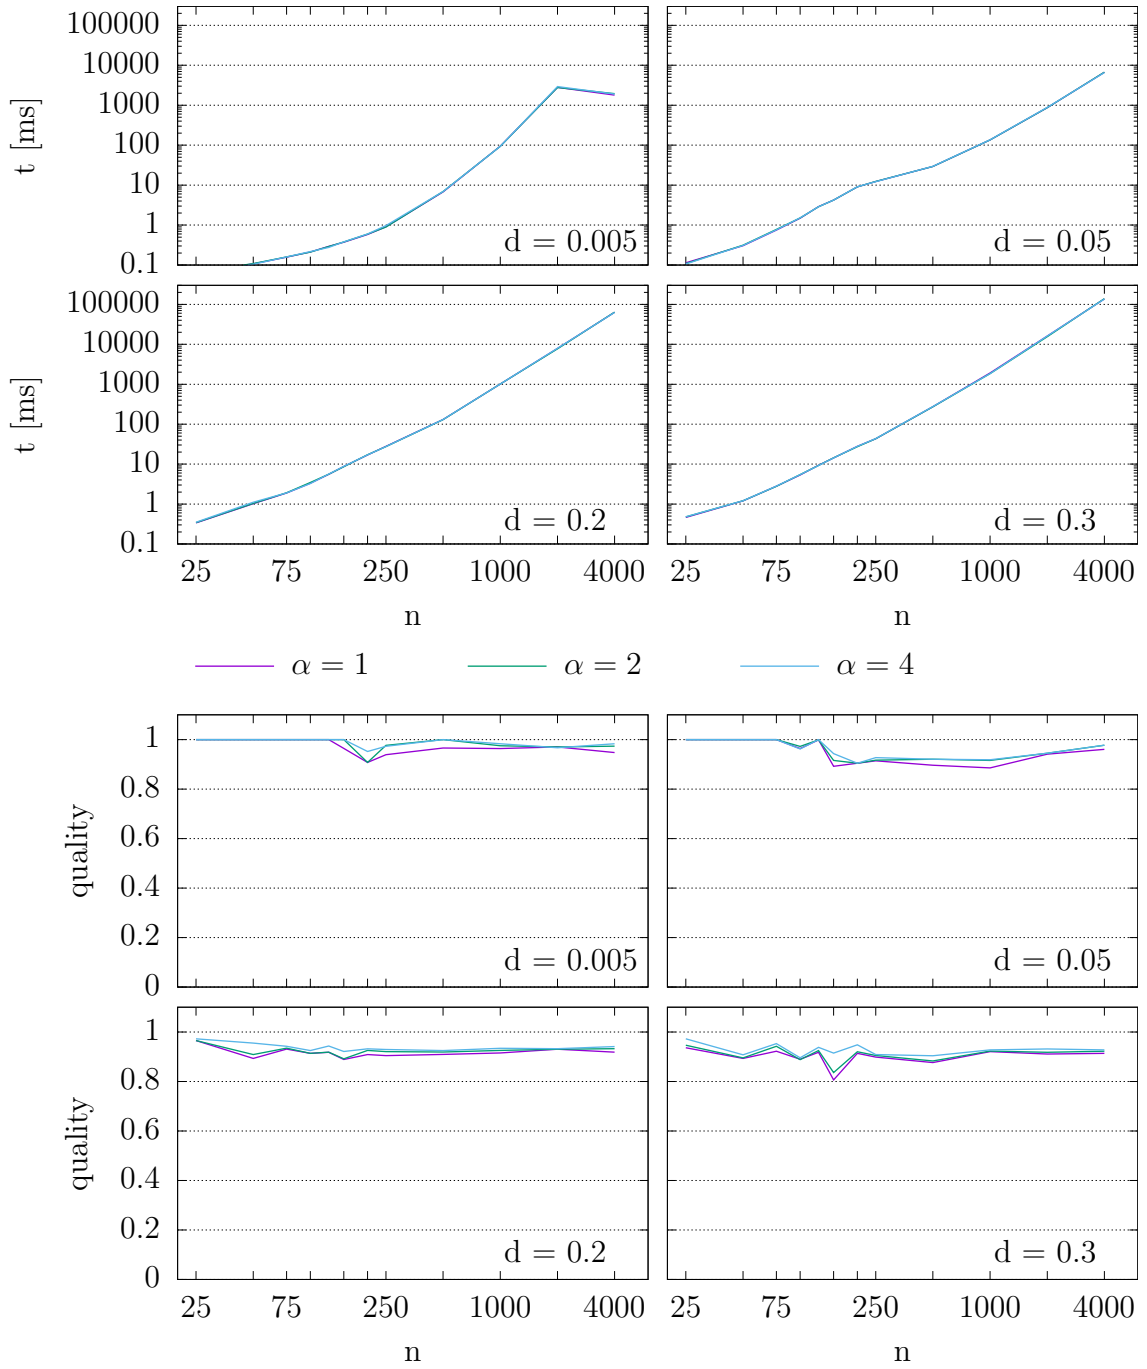 100000
10000
1000
100
10
1
0.1
t [ms]
d = 0.005
d = 0.05
100000
10000
1000
100
10
1
0.1
t [ms]
d = 0.2
d = 0.3
25 75 250 1000 4000
25 75 250 1000 4000
n
n
α = 1 α = 2 α = 4
1
0.8
0.6
0.4
0.2
0
quality
d = 0.005
d = 0.05
1
0.8
0.6
0.4
0.2
0
quality
d = 0.2
d = 0.3
25 75 250 1000 4000
25 75 250 1000 4000
n
n